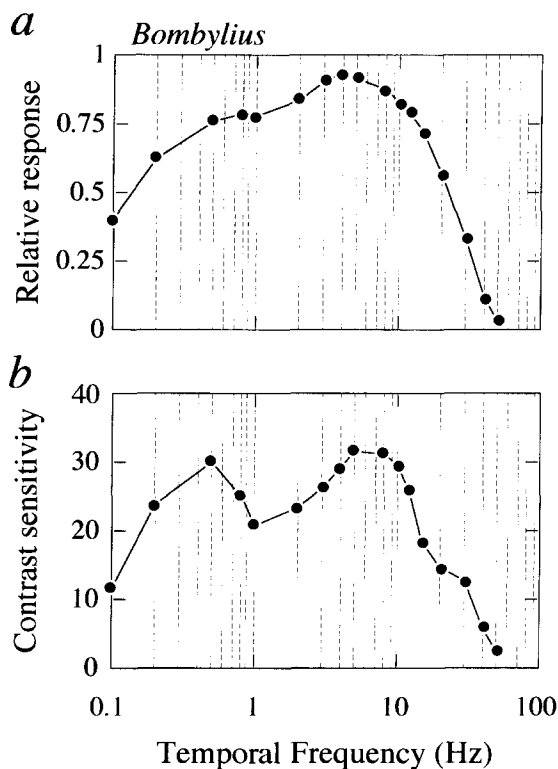 a
Bombylius
Relative response
1
0.75
0.5
0.25
0
b
Contrast sensitivity
40
30
20
10
0
0.1 1 10 100
Temporal Frequency (Hz)